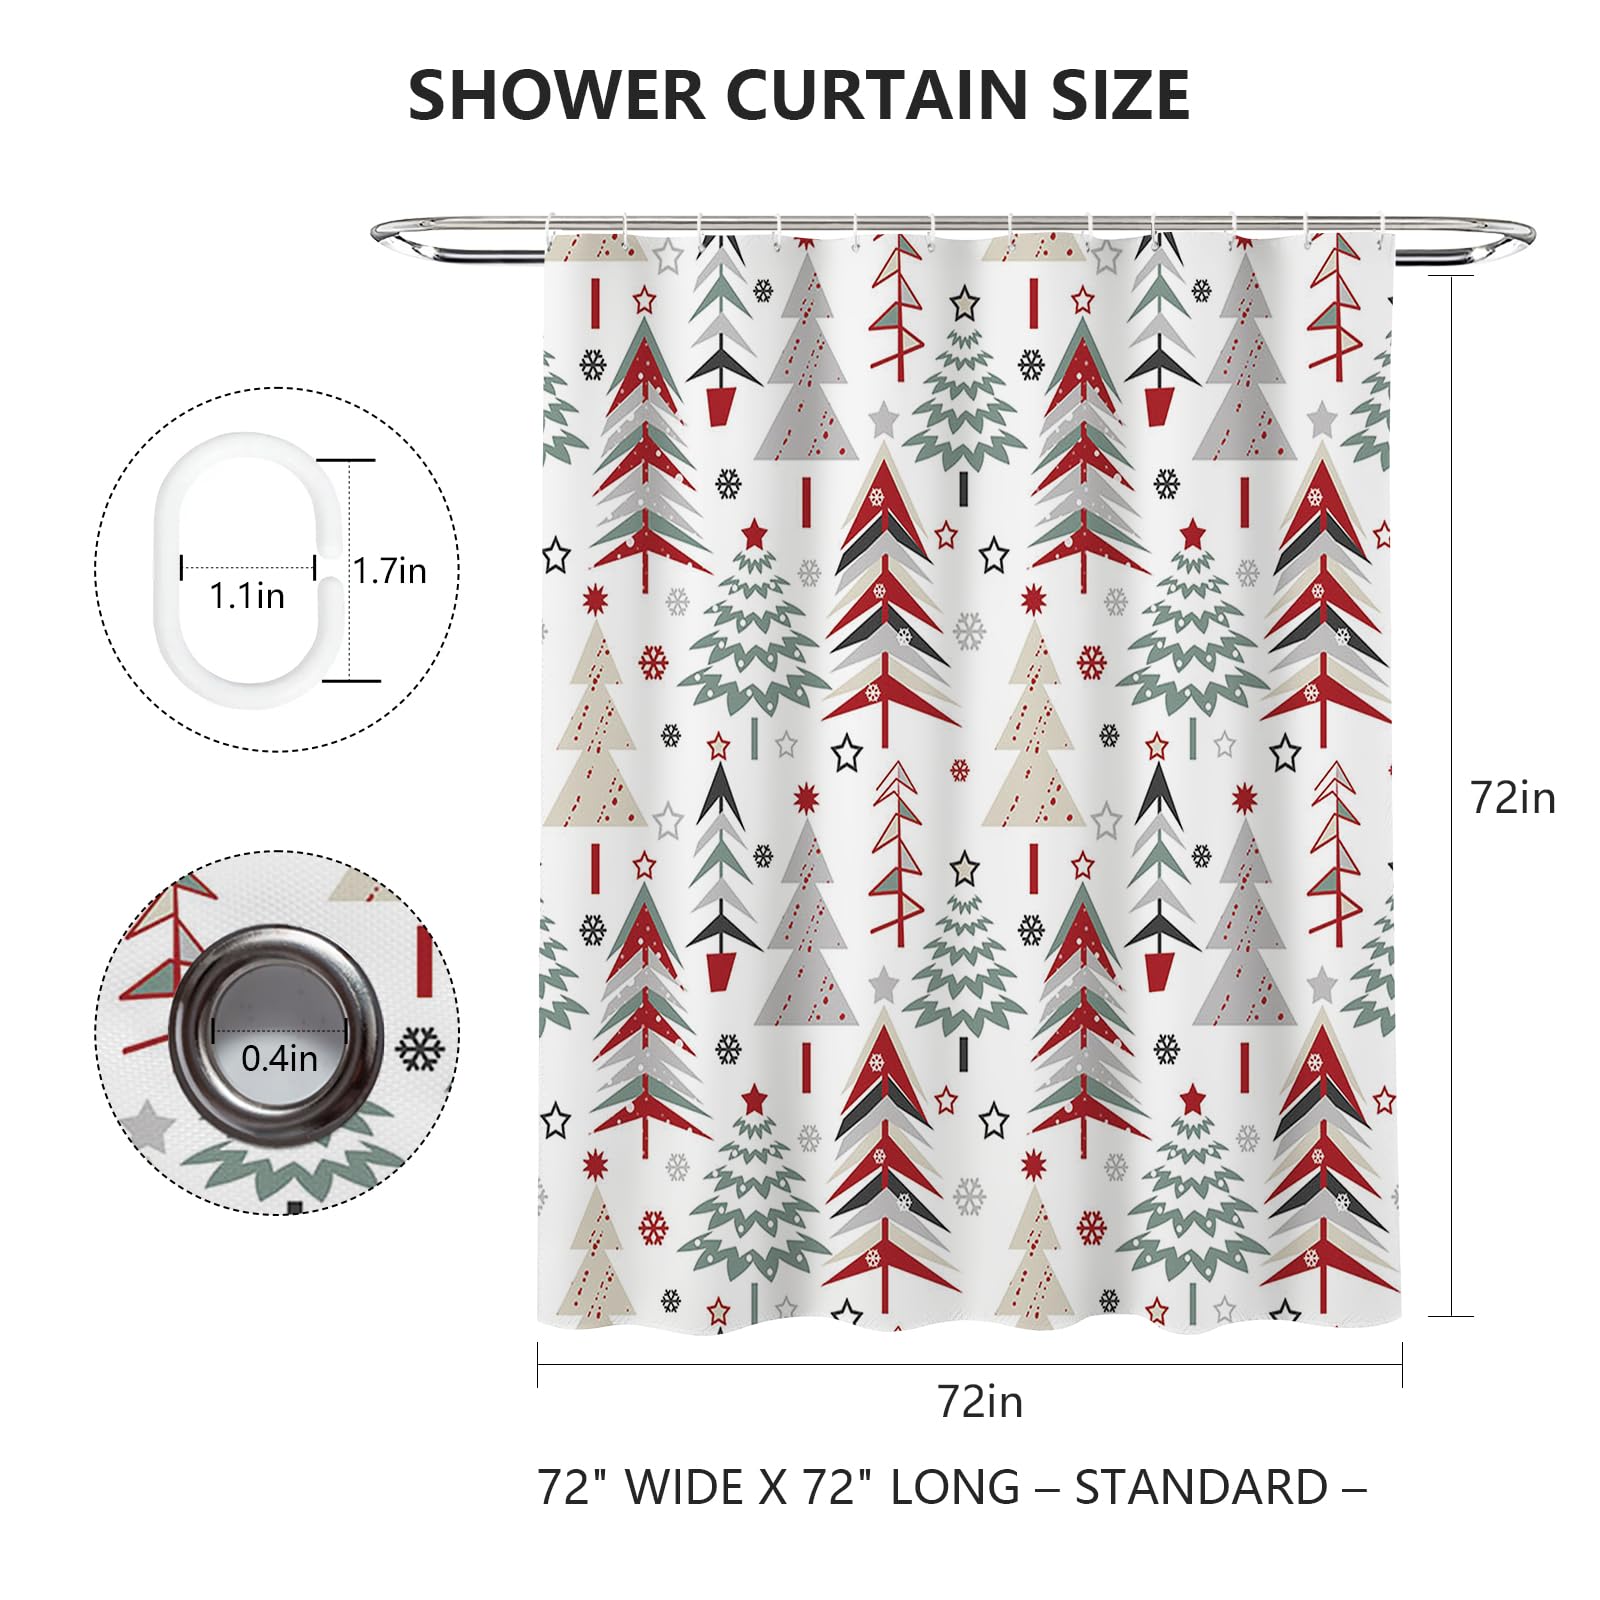 SHOWER CURTAIN SIZE
1.7in
1.1in
72in
0.4in
72in
72" WIDE X 72" LONG – STANDARD –